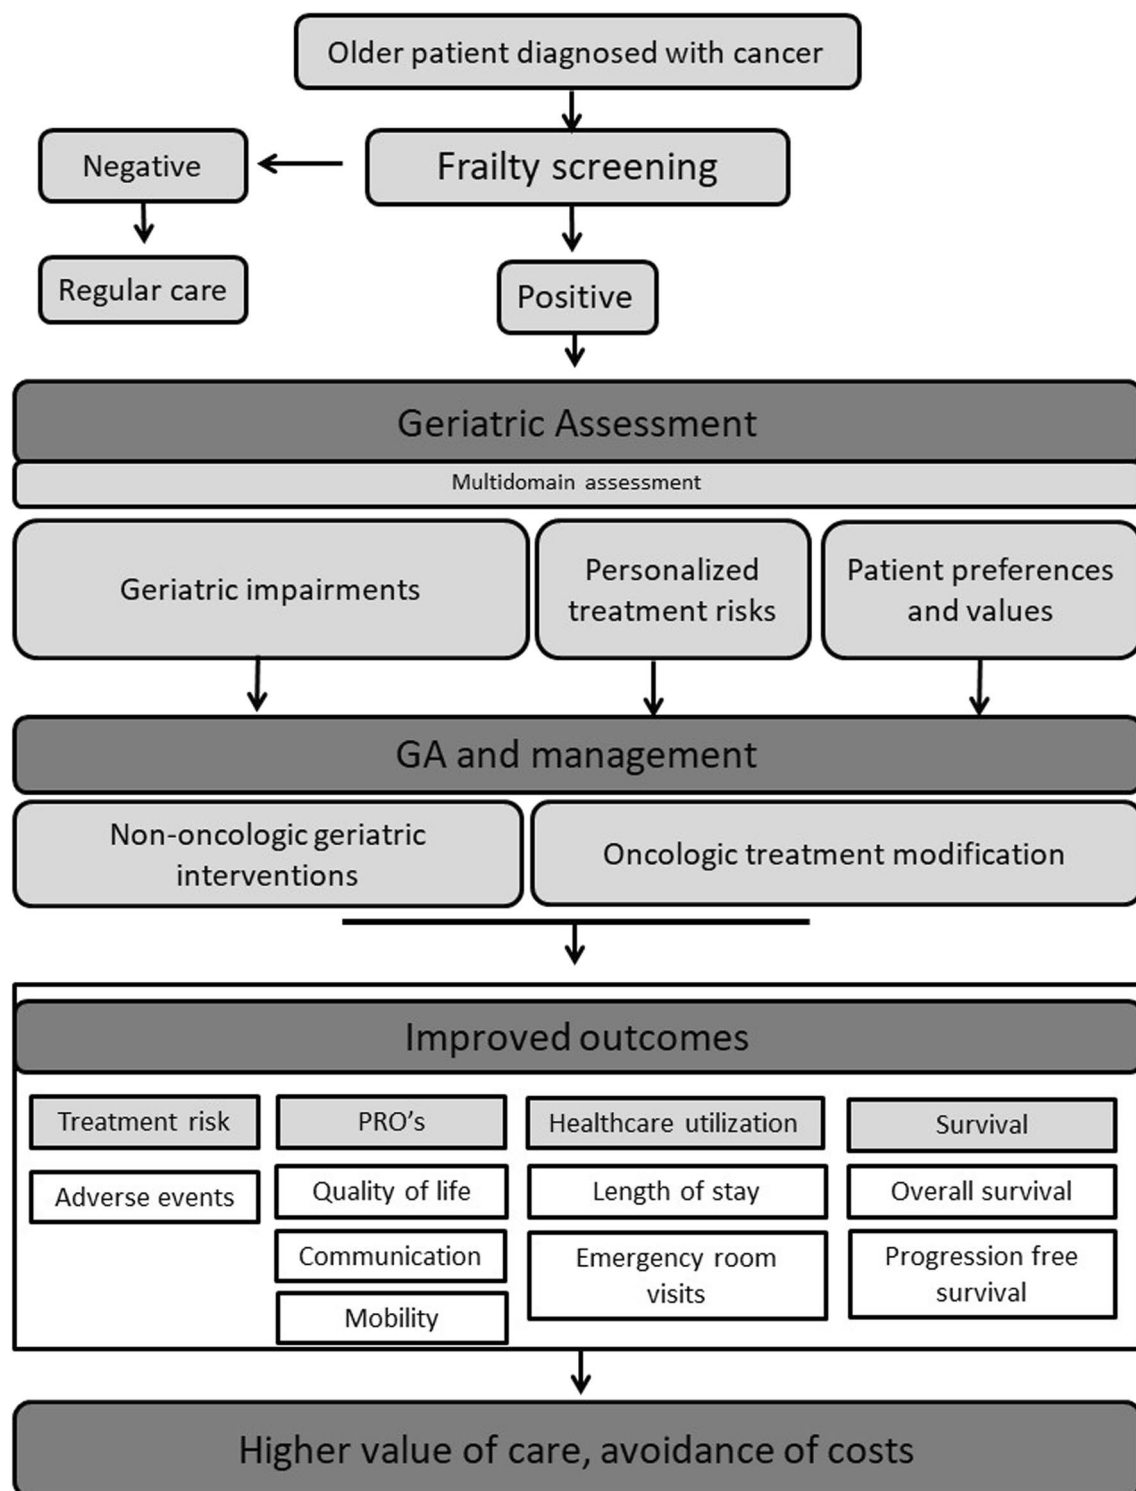 Older patient diagnosed with cancer
Negative
Frailty screening
Regular care
Positive
Geriatric Assessment
Multidomain assessment
Geriatric impairments
Personalized
treatment risks
Patient preferences
and values
GA and management
Non-oncologic geriatric
interventions
Oncologic treatment modification
Improved outcomes
Treatment risk
Adverse events
PRO's
Quality of life
Communication
Mobility
Healthcare utilization
Length of stay
Emergency room
visits
Survival
Overall survival
Progression free
survival
Higher value of care, avoidance of costs